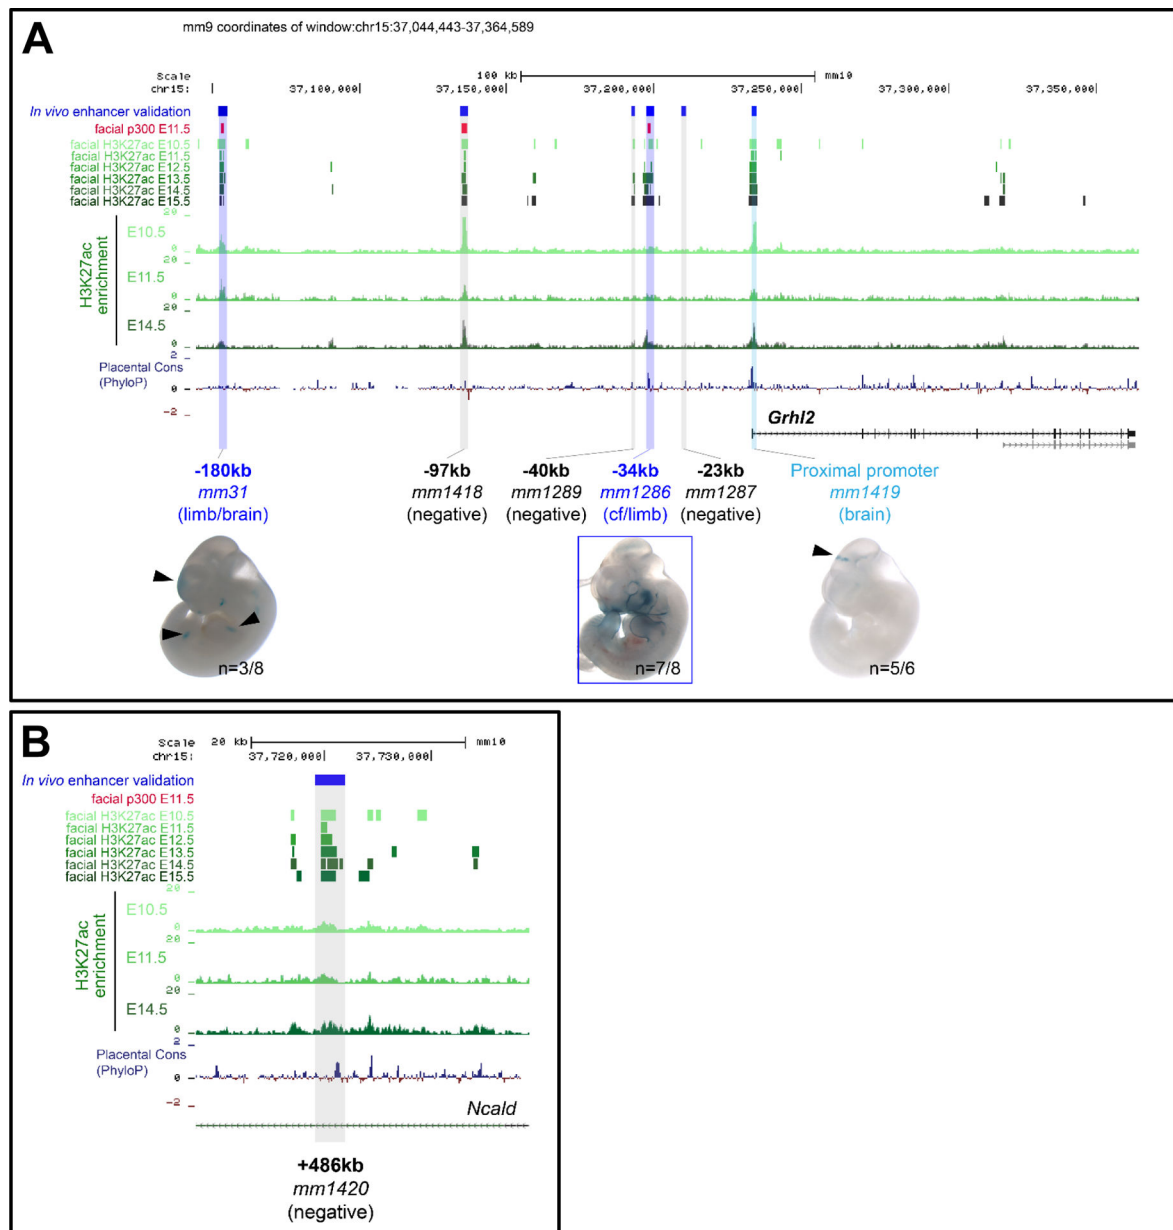 A
mm9 coordinates of window:chr15:37,044,443-37,364,589
Scale 100 kb mm10
chr15: 37,100,000 37,150,000 37,200,000 37,250,000 37,300,000 37,350,000
In vivo enhancer validation
facial p300 E11.5
facial H3K27ac E10.5
facial H3K27ac E11.5
facial H3K27ac E12.5
facial H3K27ac E13.5
facial H3K27ac E14.5
facial H3K27ac E15.5
H3K27ac enrichment
20
E10.5
0
20
E11.5
0
20
E14.5
0
2
Placental Cons
(PhyloP) 0
-2
Grhl2
-180kb -97kb -40kb -34kb -23kb Proximal promoter
mm31 mm1418 mm1289 mm1286 mm1287 mm1419
(limb/brain) (negative) (negative) (cf/limb) (negative) (brain)
n=3/8 n=7/8 n=5/6
B
Scale 20 kb mm10
chr15: 37,720,000 37,730,000
In vivo enhancer validation
facial p300 E11.5
facial H3K27ac E10.5
facial H3K27ac E11.5
facial H3K27ac E12.5
facial H3K27ac E13.5
facial H3K27ac E14.5
facial H3K27ac E15.5
H3K27ac enrichment
20
E10.5
0
20
E11.5
0
20
E14.5
0
2
Placental Cons
(PhyloP) 0
-2
Ncald
+486kb
mm1420
(negative)